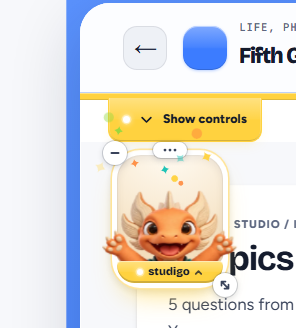 LIFE, PH
Fifth G
Show controls
STUDIO / L
pics
studigo
5 questions from